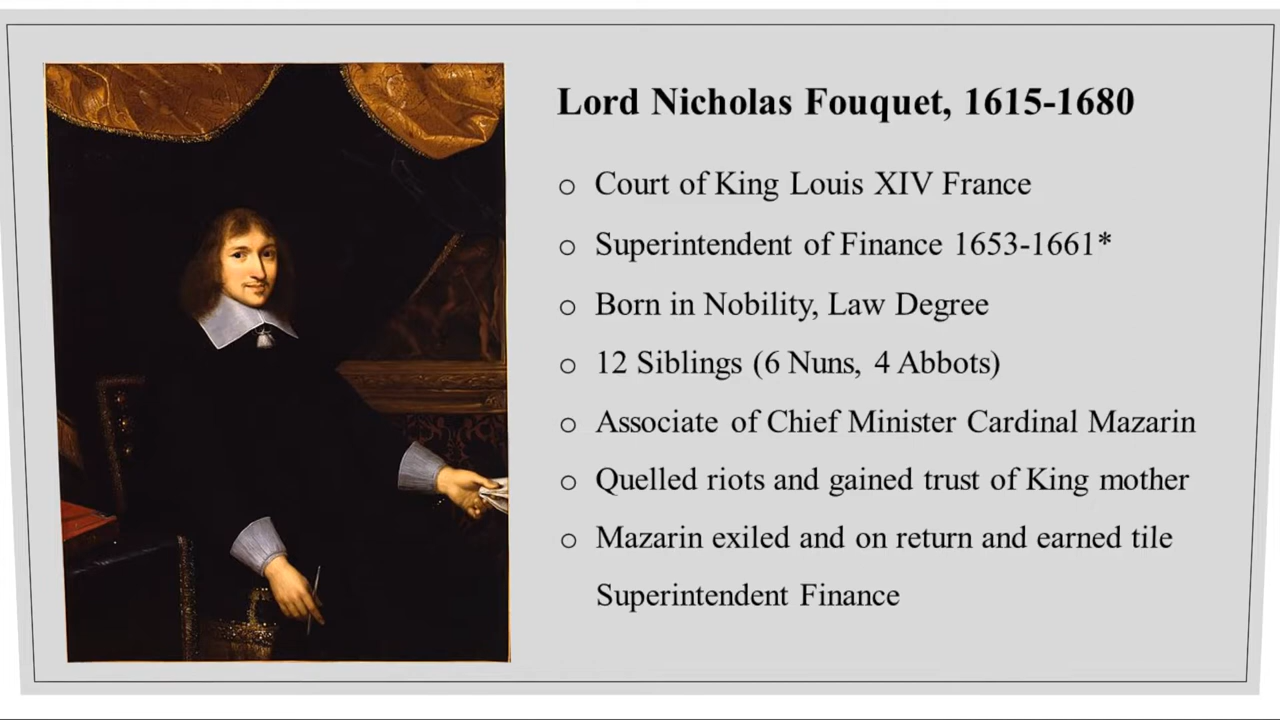 Lord Nicholas Fouquet, 1615-1680
o Court of King Louis XIV France
o Superintendent of Finance 1653-1661*
o Born in Nobility, Law Degree
o 12 Siblings (6 Nuns, 4 Abbots)
o Associate of Chief Minister Cardinal Mazarin
o Quelled riots and gained trust of King mother
o Mazarin exiled and on return and earned tile
Superintendent Finance